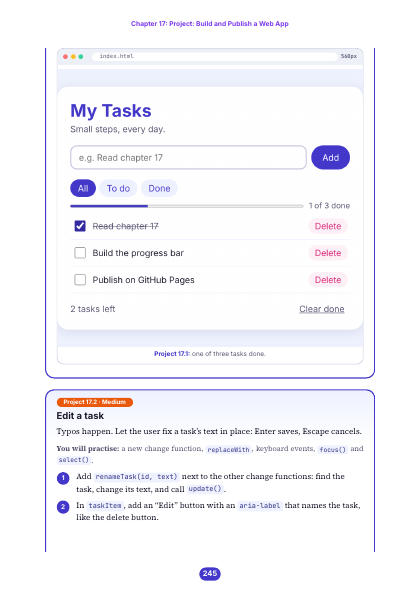 Chapter 17: Project: Build and Publish a Web App
index.html
560px
My Tasks
Small steps, every day.
e.g. Read chapter 17
Add
All
To do
Done
1 of 3 done
Read chapter 17
Delete
Build the progress bar
Delete
Publish on GitHub Pages
Delete
2 tasks left
Clear done
Project 17.1: one of three tasks done.
Project 17.2 · Medium
Edit a task
Typos happen. Let the user fix a task's text in place: Enter saves, Escape cancels.
You will practise: a new change function, replaceWith, keyboard events, focus() and
select().
1 Add renameTask(id, text) next to the other change functions: find the
task, change its text, and call update().
2 In taskItem, add an “Edit” button with an aria-label that names the task,
like the delete button.
245